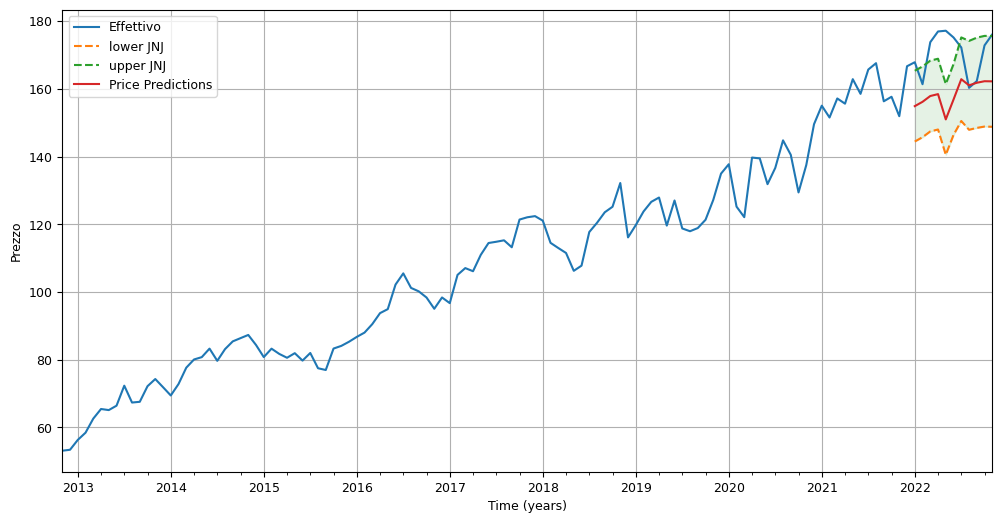 180
160
140
120
100
80
60
Prezzo
Effettivo
lower JNJ
upper JNJ
Price Predictions
2013 2014 2015 2016 2017 2018 2019 2020 2021 2022
Time (years)